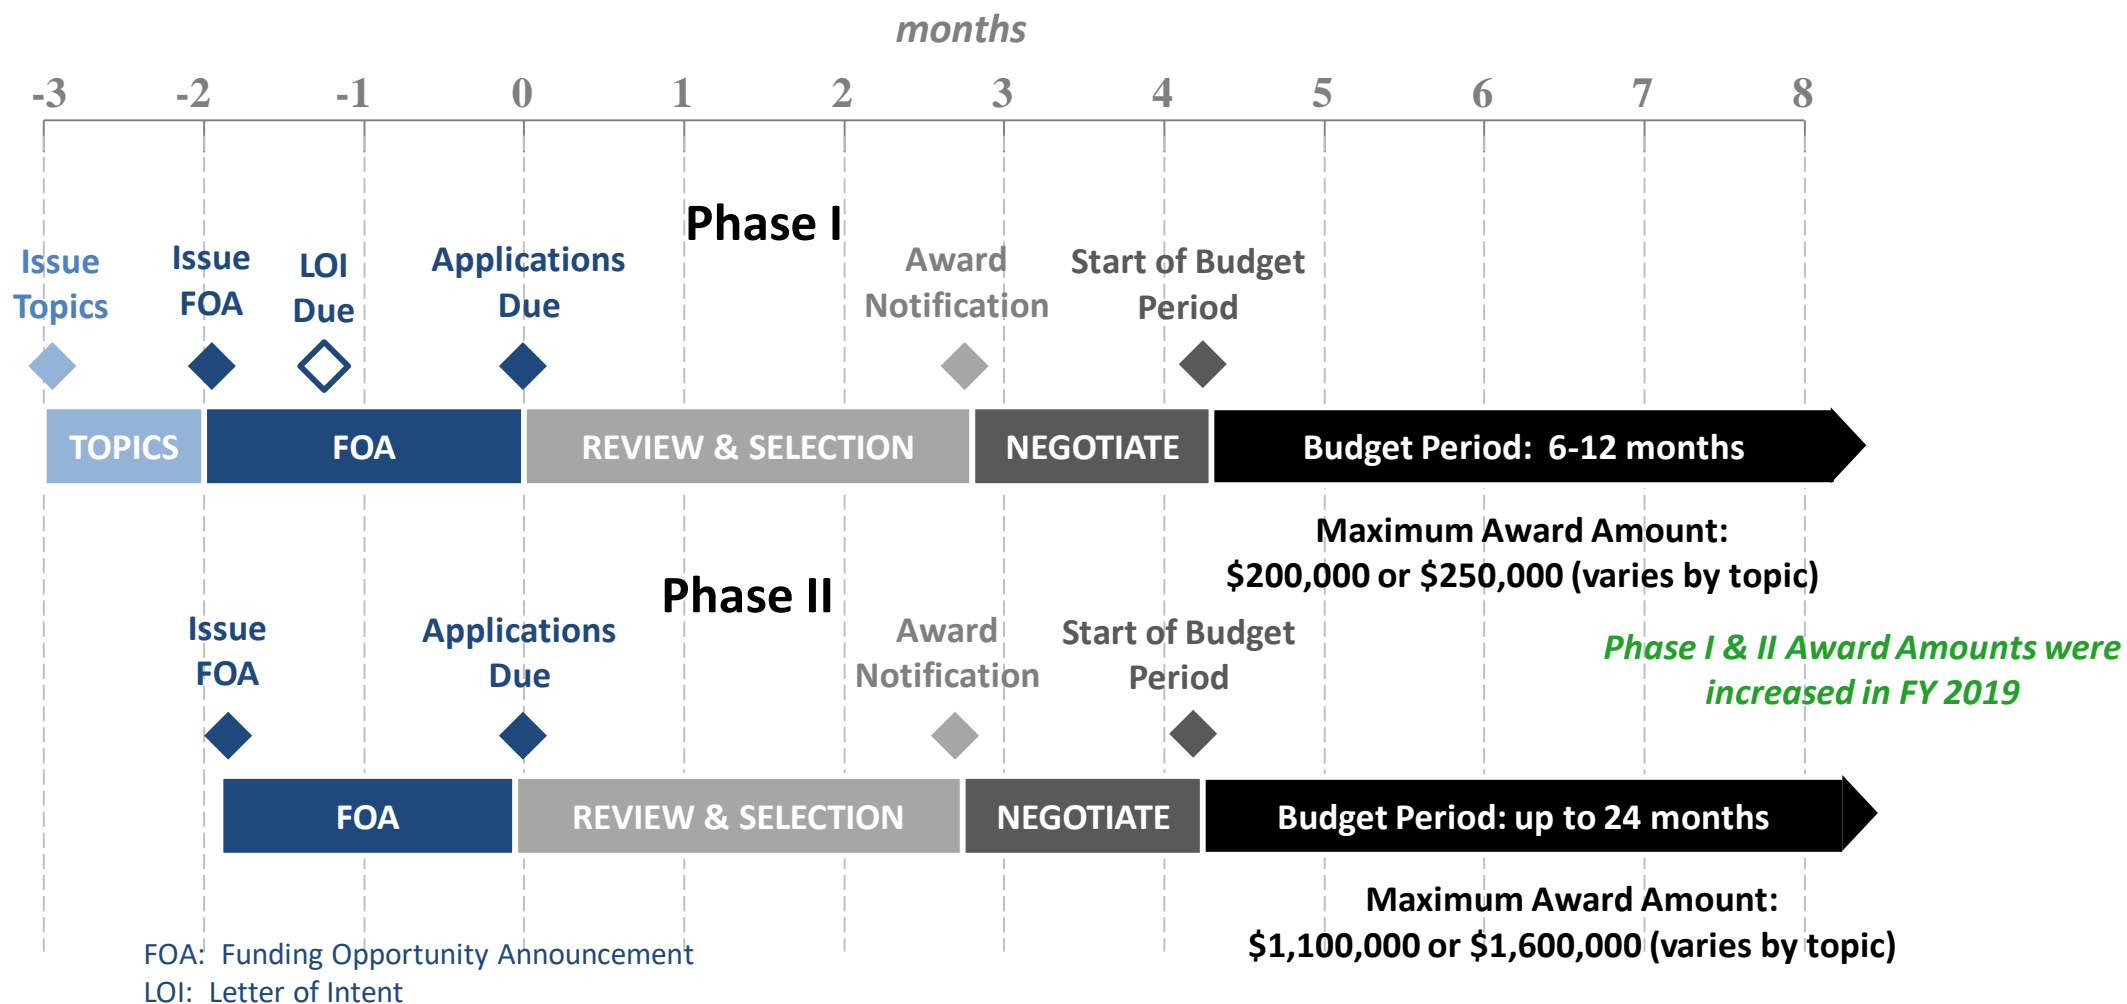 months
-3 -2 -1 0 1 2 3 4 5 6 7 8
Phase I
Issue
Topics
Issue
FOA
LOI
Due
Applications
Due
Award
Notification
Start of Budget
Period
TOPICS
FOA
REVIEW & SELECTION
NEGOTIATE
Budget Period: 6-12 months
Maximum Award Amount:
$200,000 or $250,000 (varies by topic)
Phase II
Issue
FOA
Applications
Due
Award
Notification
Start of Budget
Period
Phase I & II Award Amounts were
increased in FY 2019
FOA
REVIEW & SELECTION
NEGOTIATE
Budget Period: up to 24 months
Maximum Award Amount:
$1,100,000 or $1,600,000 (varies by topic)
FOA: Funding Opportunity Announcement
LOI: Letter of Intent